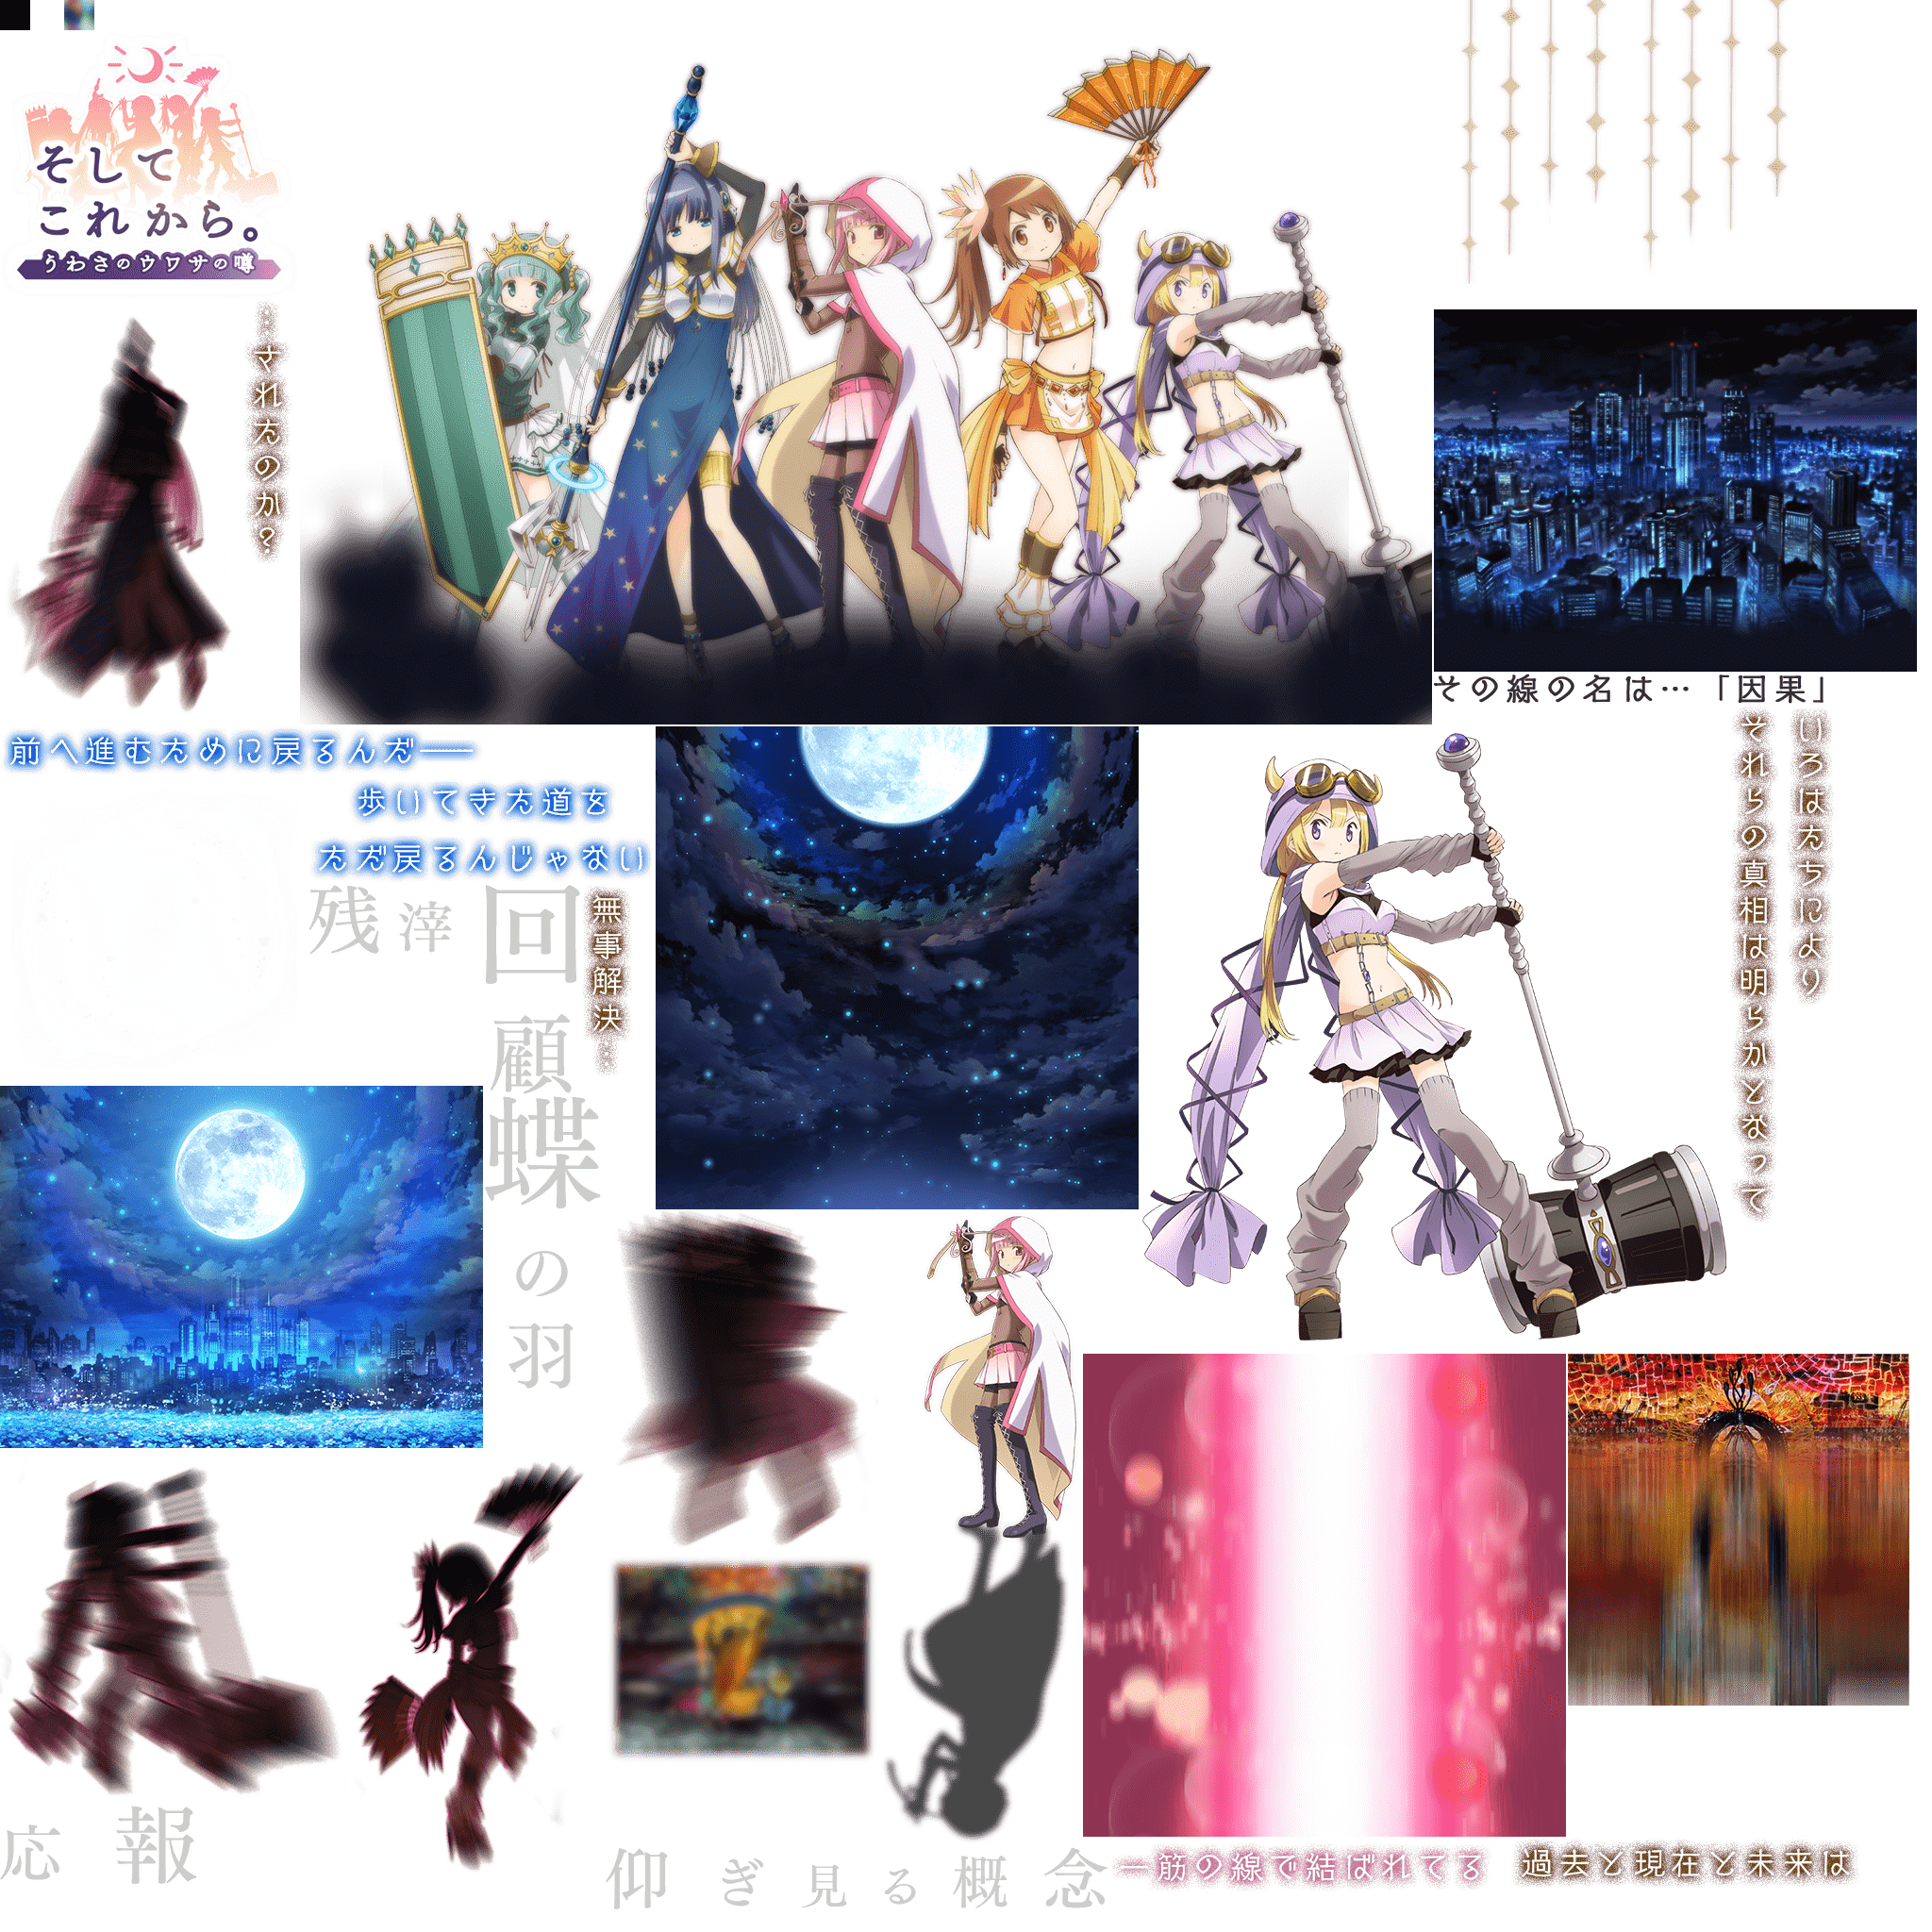 そして
これから。
うわさのウワサの噂
…されたのか?
その線の名は…「因果」
いろはたちにより
それらの真相は明らかとなって
前へ進むために戻るんだ――
歩いてきた道を
ただ戻るんじゃない
残滓
回顧
蝶の羽
無事解決…
応報
仰ぎ見る概念
一筋の線で結ばれてる
過去と現在と未来は